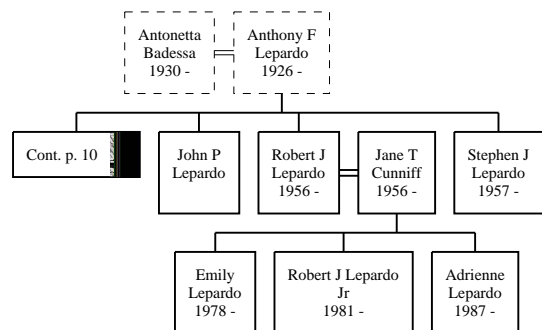 Antonetta
Badessa
1930 -
Anthony F
Lepardo
1926 -
Cont. p. 10
John P
Lepardo
Robert J
Lepardo
1956 -
Jane T
Cunniff
1956 -
Stephen J
Lepardo
1957 -
Emily
Lepardo
1978 -
Robert J Lepardo
Jr
1981 -
Adrienne
Lepardo
1987 -